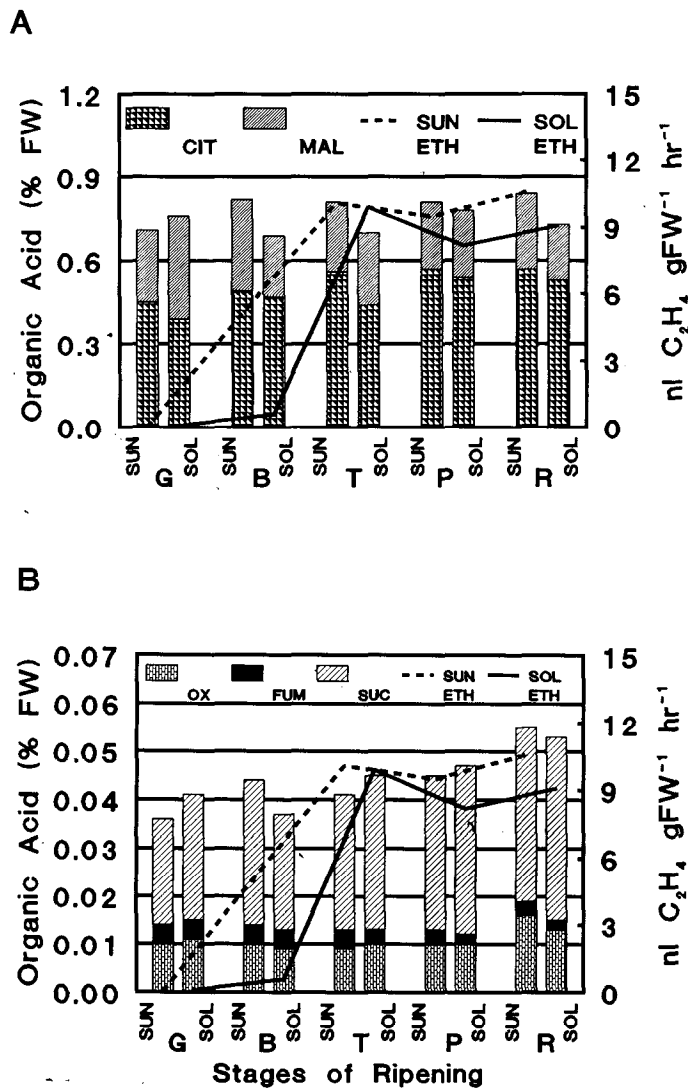 A
1.2
0.9
0.6
0.3
0.0
Organic Acid (% FW)
CIT
MAL
SUN ETH
SOL ETH
15
12
9
6
3
0
nl C₂H₄ gFW⁻¹ hr⁻¹
SUN SOL SUN SOL SUN SOL SUN SOL SUN SOL
G B T P R
B
0.07
0.06
0.05
0.04
0.03
0.02
0.01
0.00
Organic Acid (% FW)
OX
FUM
SUC
SUN ETH
SOL ETH
15
12
9
6
3
0
nl C₂H₄ gFW⁻¹ hr⁻¹
SUN SOL SUN SOL SUN SOL SUN SOL SUN SOL
G B T P R
Stages of Ripening